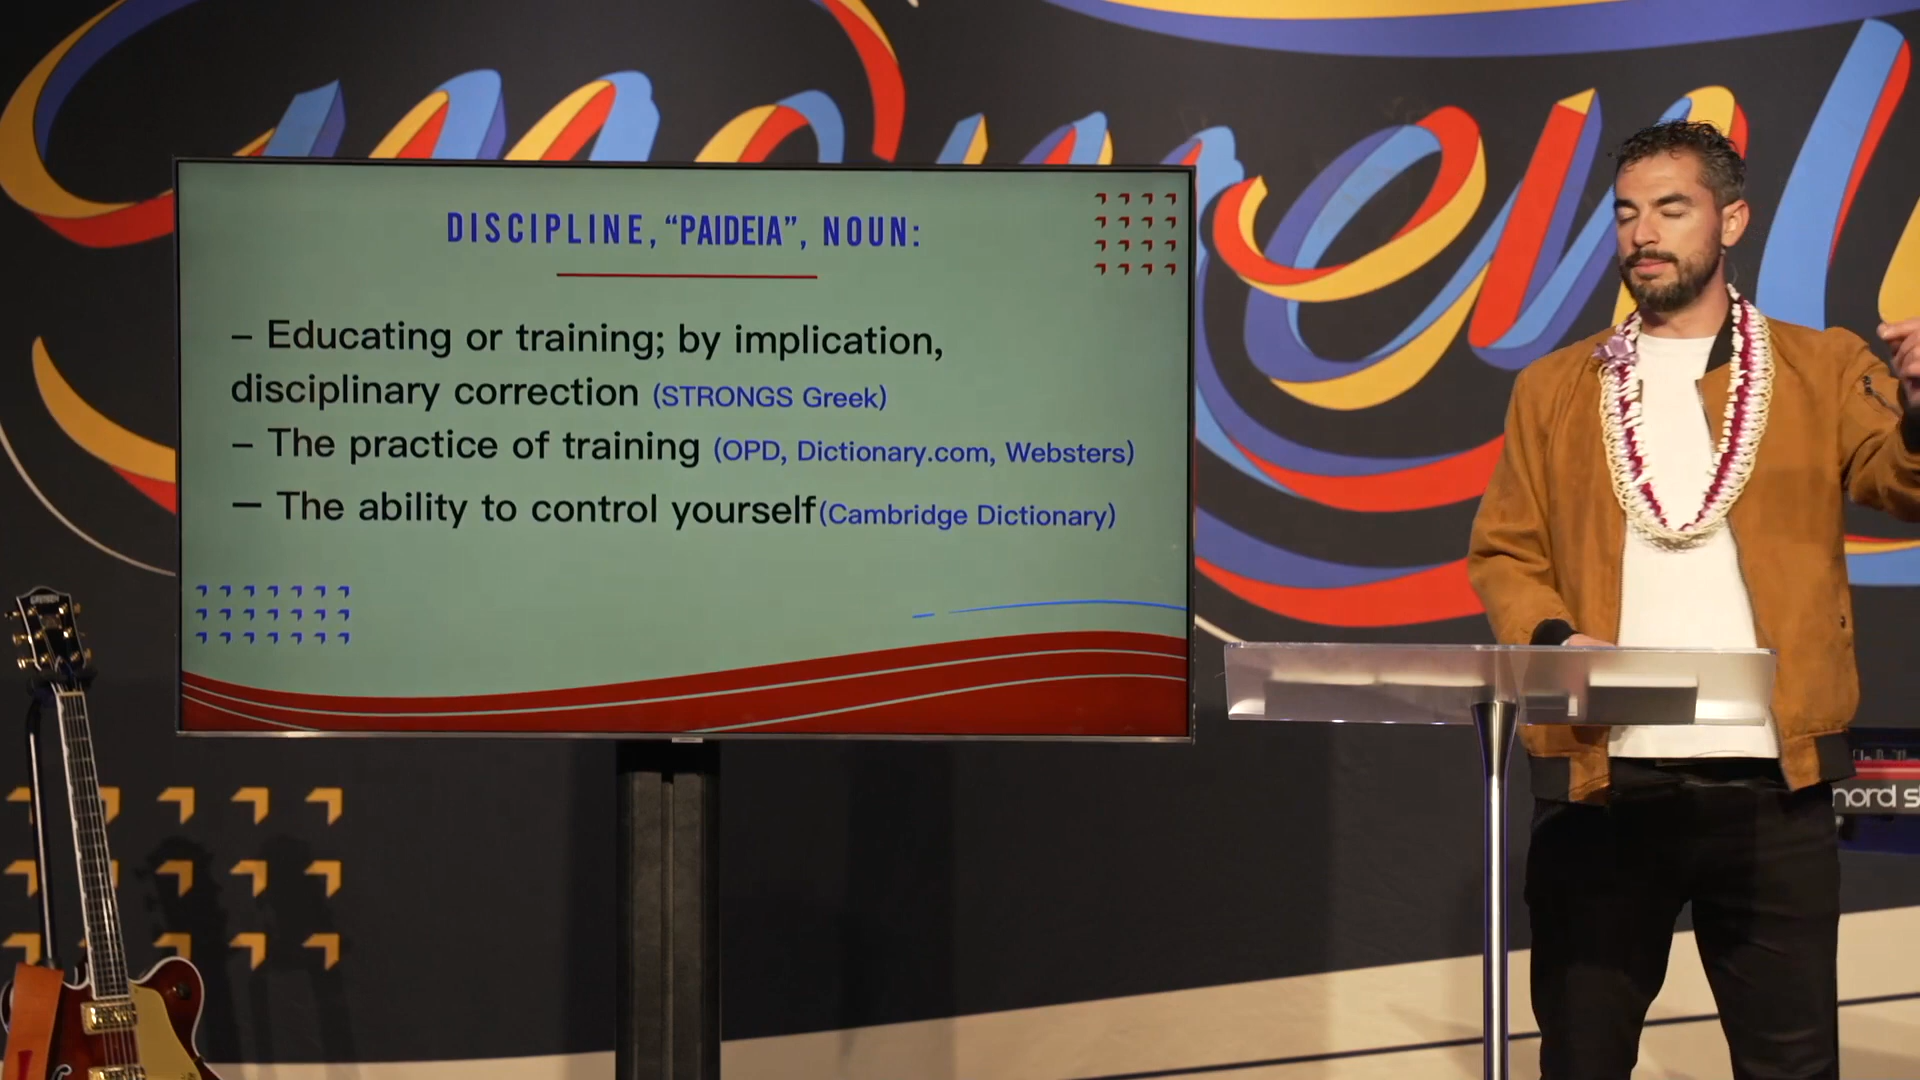 DISCIPLINE, “PAIDEIA”, NOUN:
– Educating or training; by implication,
disciplinary correction (STRONGS Greek)
– The practice of training (OPD, Dictionary.com, Websters)
– The ability to control yourself(Cambridge Dictionary)
GRETSCH
nord s